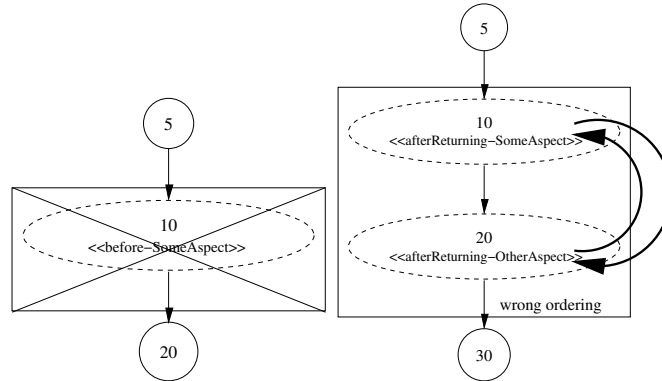 5
10
<<before-SomeAspect>>
20
5
10
<<afterReturning-SomeAspect>>
20
<<afterReturning-OtherAspect>>
wrong ordering
30